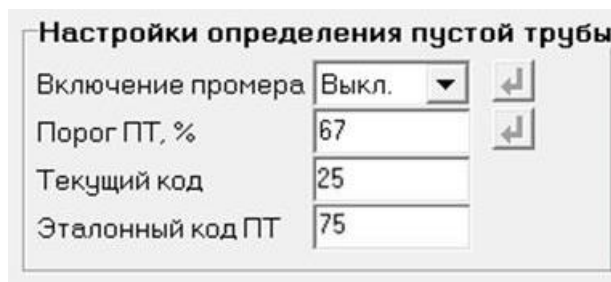 Настройки определения пустой трубы
Включение промера Выкл.
Порог ПТ, % 67
Текущий код 25
Эталонный код ПТ 75